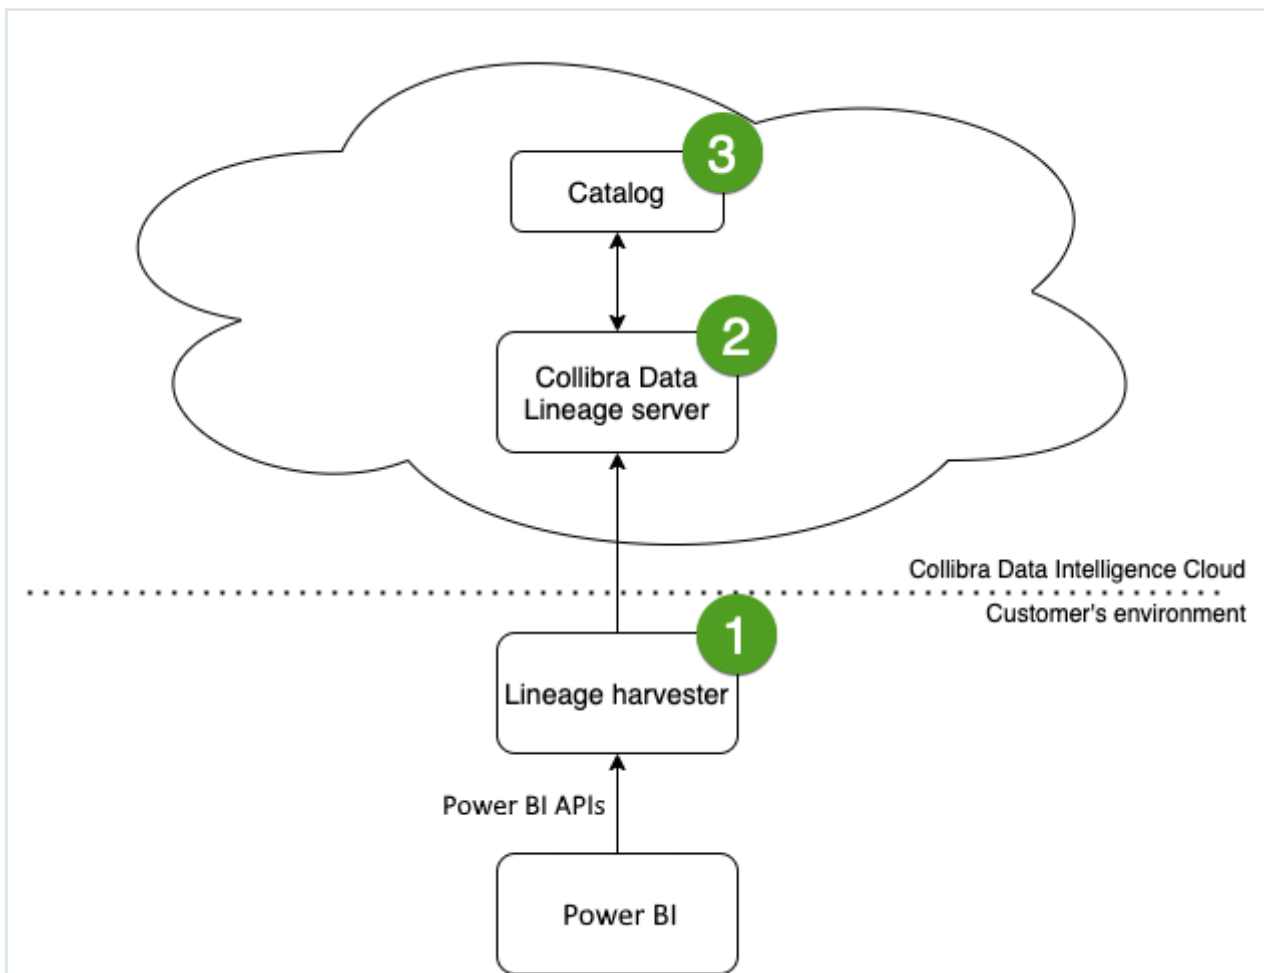 3
Catalog
2
Collibra Data
Lineage server
Collibra Data Intelligence Cloud
Customer's environment
1
Lineage harvester
Power BI APIs
Power BI